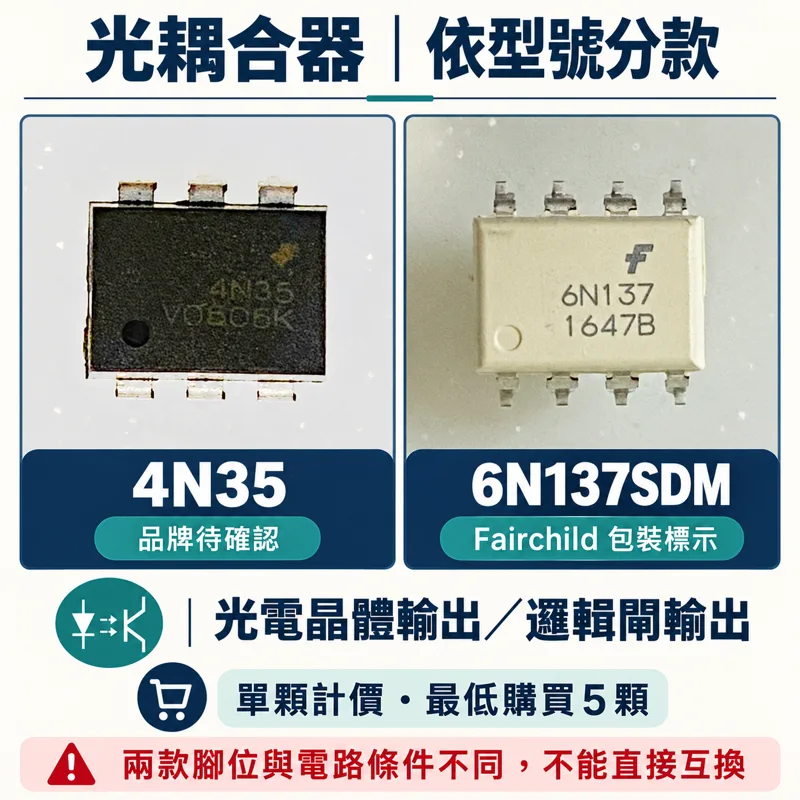 光耦合器｜依型號分款
4N35
VO606K
F
6N137
1647B
4N35
品牌待確認
6N137SDM
Fairchild 包裝標示
光電晶體輸出／邏輯閘輸出
單顆計價・最低購買5顆
兩款腳位與電路條件不同，不能直接互換